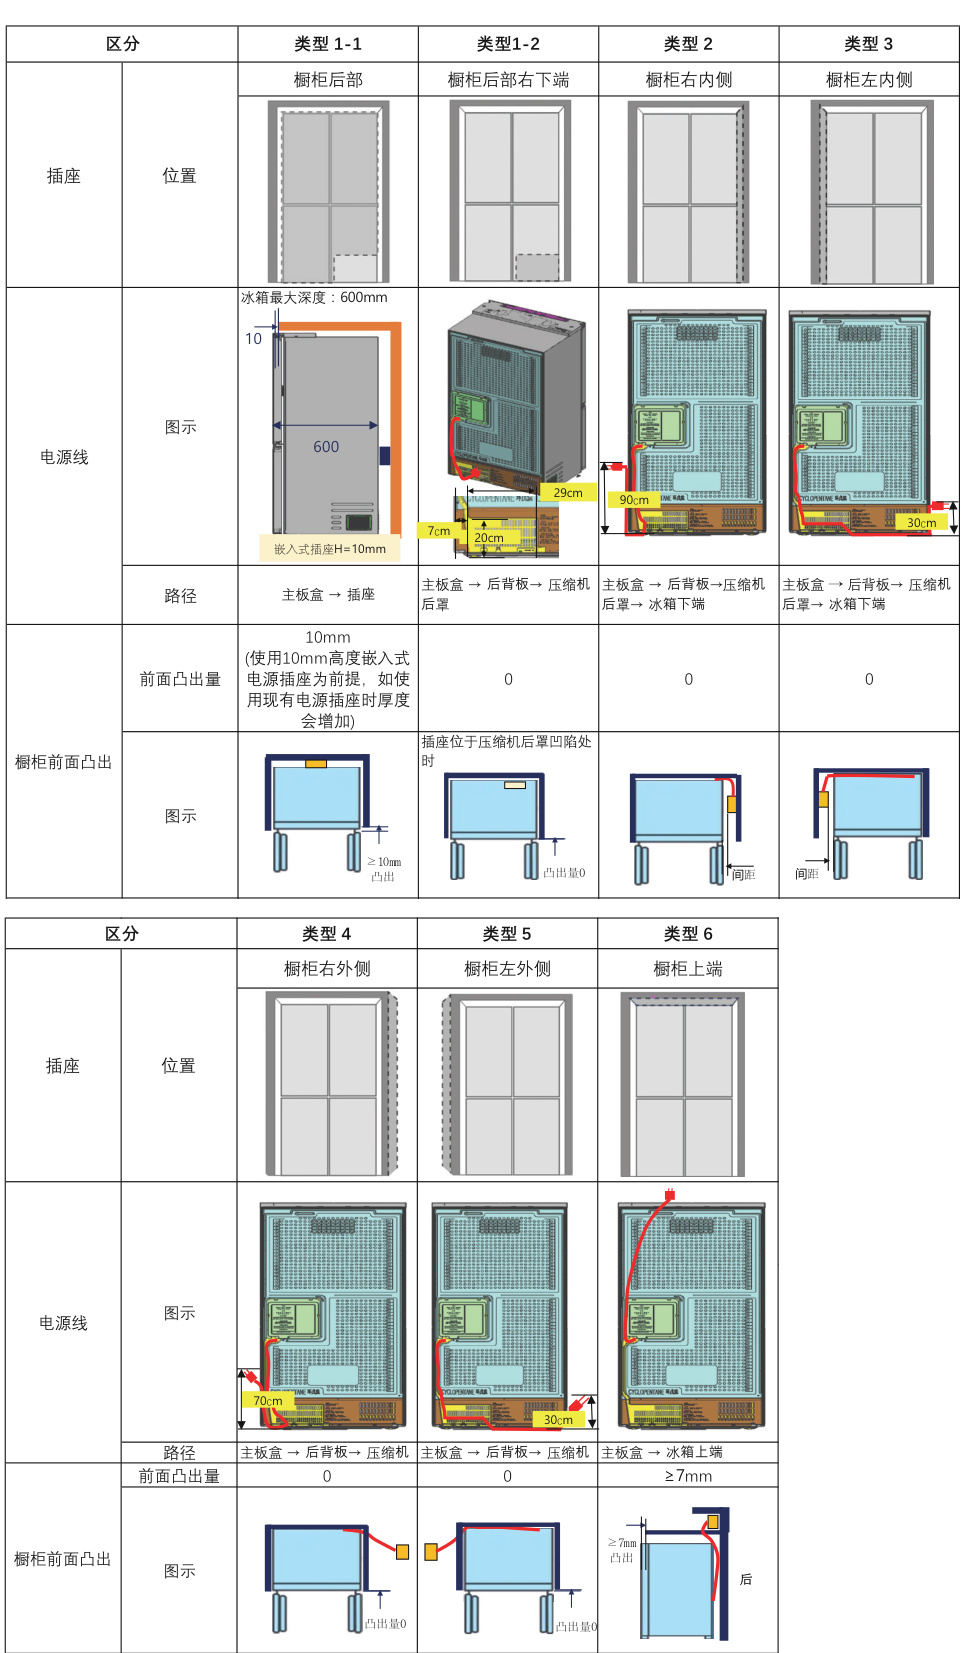 区分
类型 1-1
类型1-2
类型 2
类型 3
插座
位置
橱柜后部
橱柜后部右下端
橱柜右内侧
橱柜左内侧
电源线
图示
冰箱最大深度：600mm
10
600
嵌入式插座H=10mm
CYCLOPENTANE
29cm
7cm
20cm
90cm
CYCLOPENTANE
30cm
CYCLOPENTANE
路径
主板盒 → 插座
主板盒 → 后背板→ 压缩机
后罩
主板盒 → 后背板→压缩机
后罩→ 冰箱下端
主板盒 → 后背板→ 压缩机
后罩→ 冰箱下端
橱柜前面凸出
前面凸出量
10mm
(使用10mm高度嵌入式
电源插座为前提，如使
用现有电源插座时厚度
会增加)
0
0
0
图示
≥10mm
凸出
插座位于压缩机后罩凹陷处
时
凸出量0
间距
间距
区分
类型 4
类型 5
类型 6
插座
位置
橱柜右外侧
橱柜左外侧
橱柜上端
电源线
图示
70cm
CYCLOPENTANE
30cm
CYCLOPENTANE
CYCLOPENTANE
路径
主板盒 → 后背板→ 压缩机
主板盒 → 后背板→ 压缩机
主板盒 → 冰箱上端
橱柜前面凸出
前面凸出量
0
0
≥7mm
图示
凸出量0
凸出量0
≥7mm
凸出
后